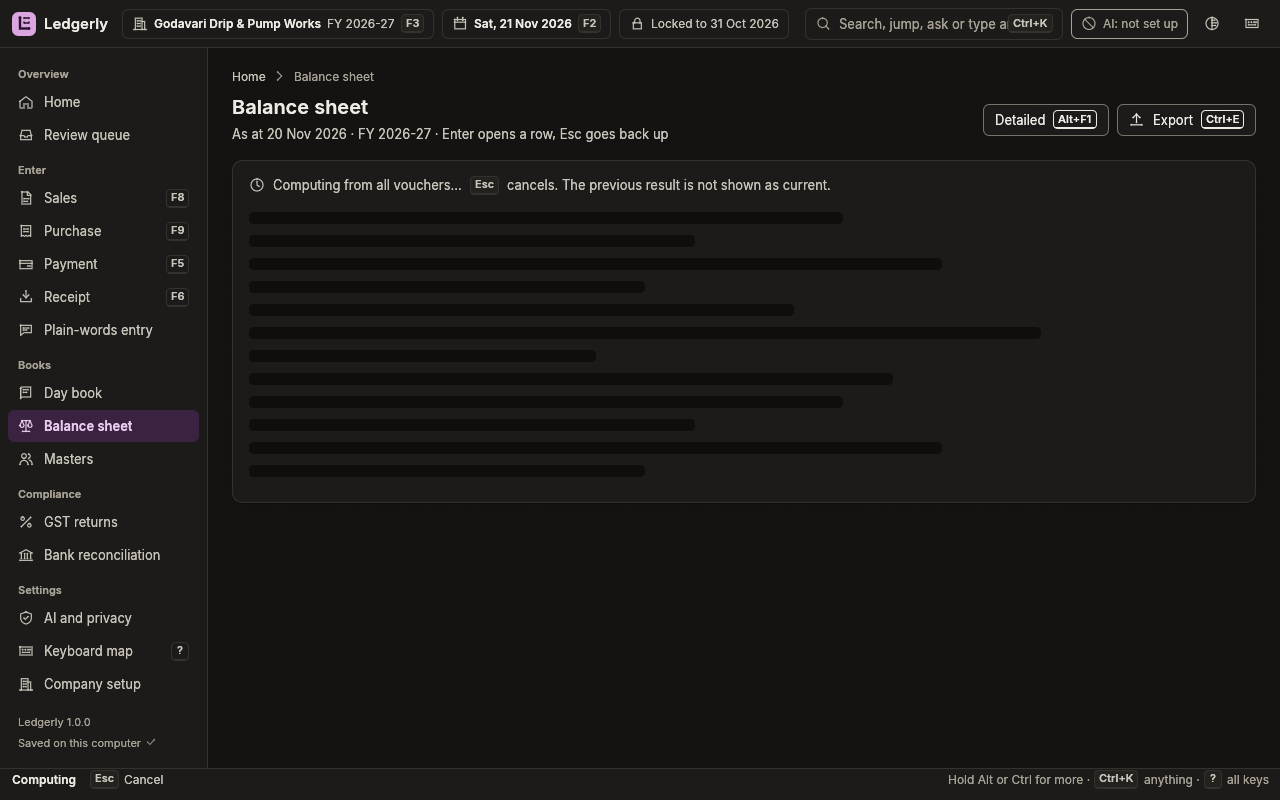 Ledgerly
Godavari Drip & Pump Works FY 2026-27 F3
Sat, 21 Nov 2026 F2
Locked to 31 Oct 2026
Search, jump, ask or type a Ctrl+K
AI: not set up
Overview
Home
Review queue
Enter
Sales F8
Purchase F9
Payment F5
Receipt F6
Plain-words entry
Books
Day book
Balance sheet
Masters
Compliance
GST returns
Bank reconciliation
Settings
AI and privacy
Keyboard map ?
Company setup
Ledgerly 1.0.0
Saved on this computer
Home Balance sheet
Balance sheet
As at 20 Nov 2026 · FY 2026-27 · Enter opens a row, Esc goes back up
Detailed Alt+F1
Export Ctrl+E
Computing from all vouchers... Esc cancels. The previous result is not shown as current.
Computing Esc Cancel
Hold Alt or Ctrl for more · Ctrl+K anything · ? all keys